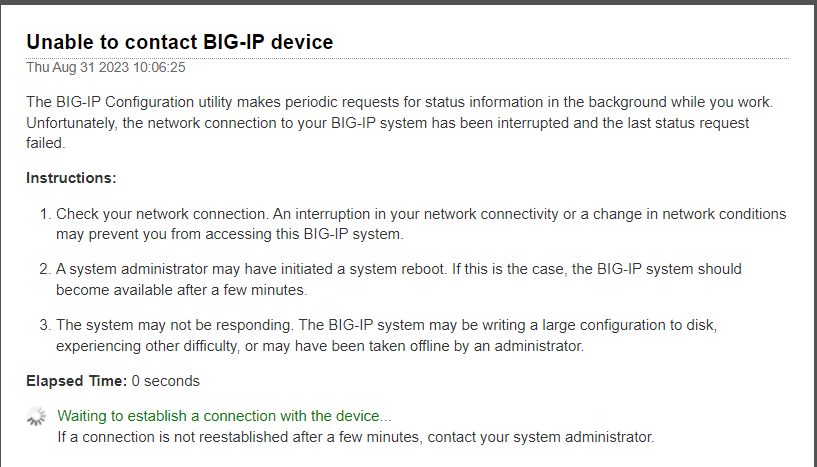 Unable to contact BIG-IP device
Thu Aug 31 2023 10:06:25
The BIG-IP Configuration utility makes periodic requests for status information in the background while you work.
Unfortunately, the network connection to your BIG-IP system has been interrupted and the last status request
failed.
Instructions:
1. Check your network connection. An interruption in your network connectivity or a change in network conditions
may prevent you from accessing this BIG-IP system.
2. A system administrator may have initiated a system reboot. If this is the case, the BIG-IP system should
become available after a few minutes.
3. The system may not be responding. The BIG-IP system may be writing a large configuration to disk,
experiencing other difficulty, or may have been taken offline by an administrator.
Elapsed Time: 0 seconds
Waiting to establish a connection with the device...
If a connection is not reestablished after a few minutes, contact your system administrator.